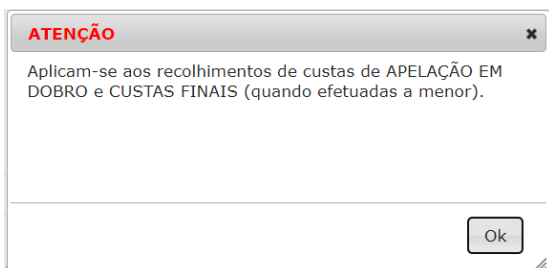 ATENÇÃO
Aplicam-se aos recolhimentos de custas de APELAÇÃO EM
DOBRO e CUSTAS FINAIS (quando efetuadas a menor).
Ok